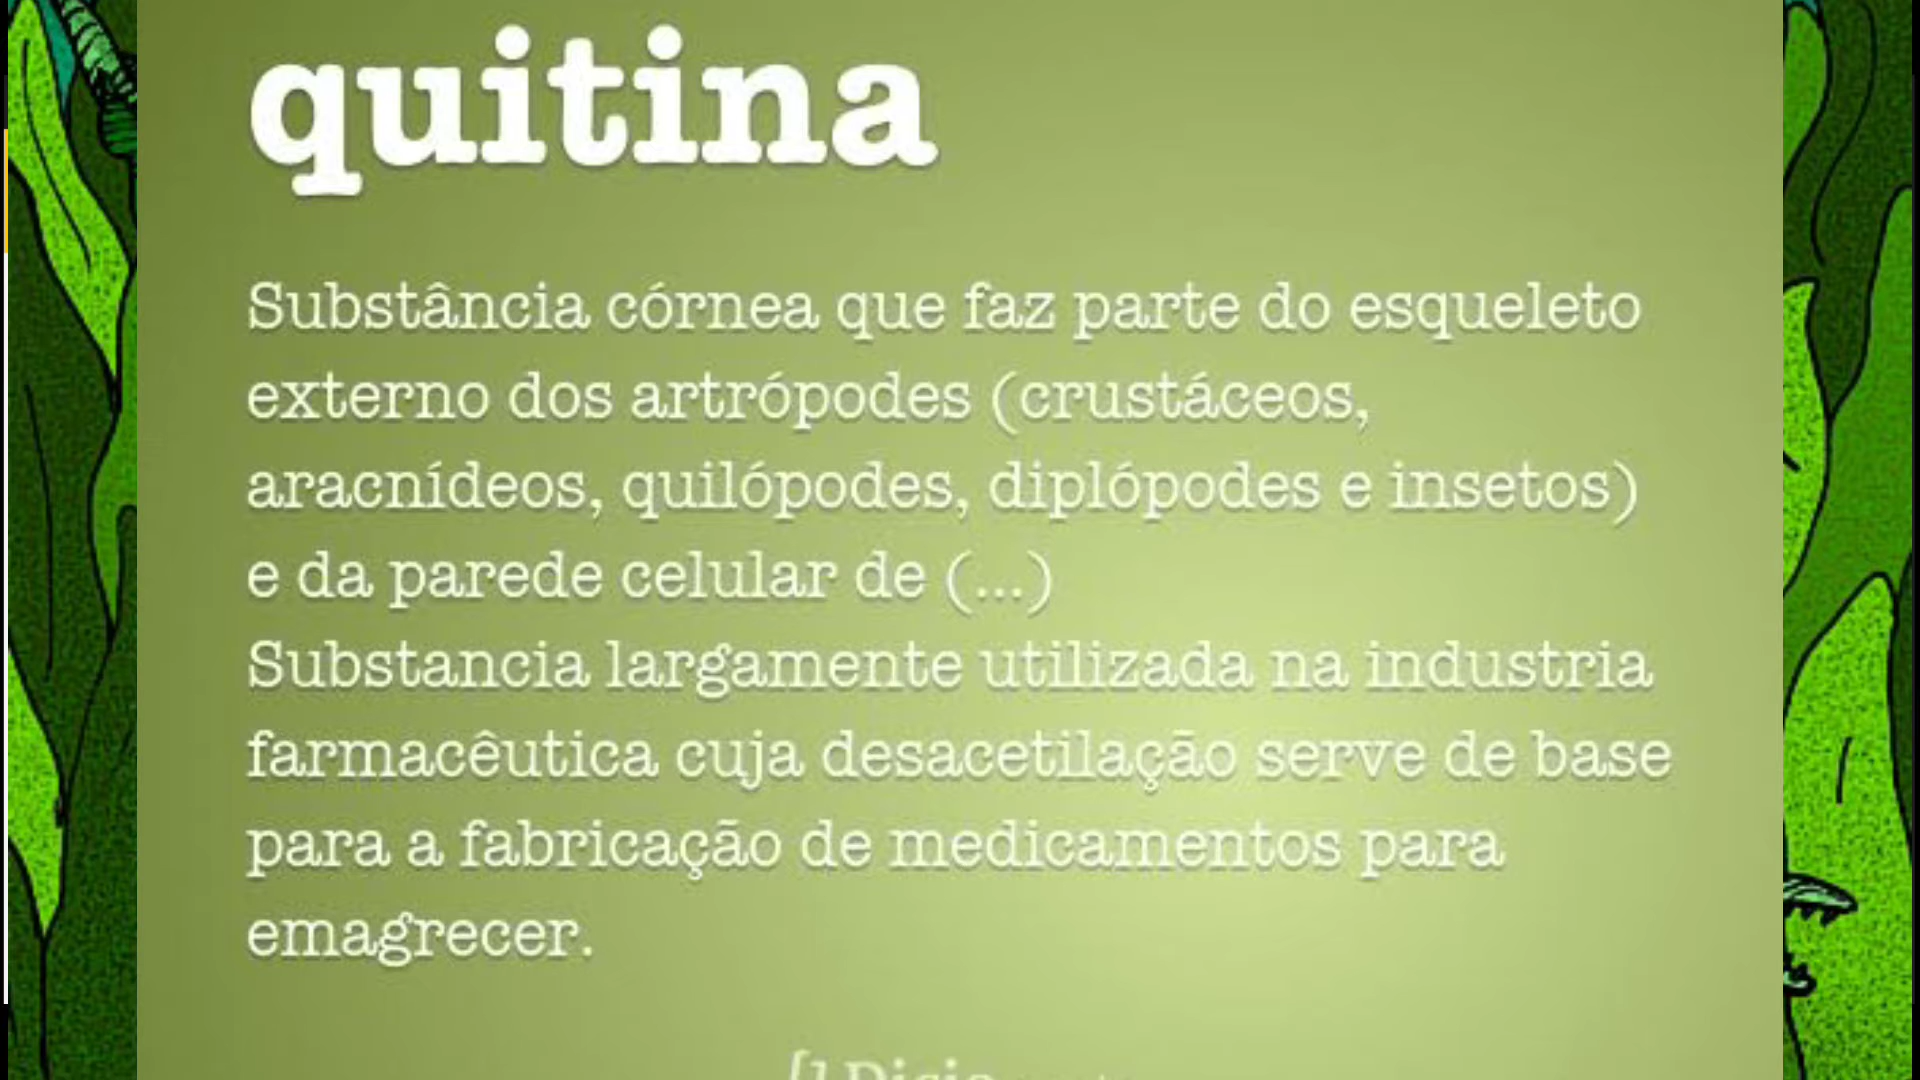 quitina
Substância córnea que faz parte do esqueleto
externo dos artrópodes (crustáceos,
aracnídeos, quilópodes, diplópodes e insetos)
e da parede celular de (...)
Substancia largamente utilizada na industria
farmacêutica cuja desacetilação serve de base
para a fabricação de medicamentos para
emagrecer.